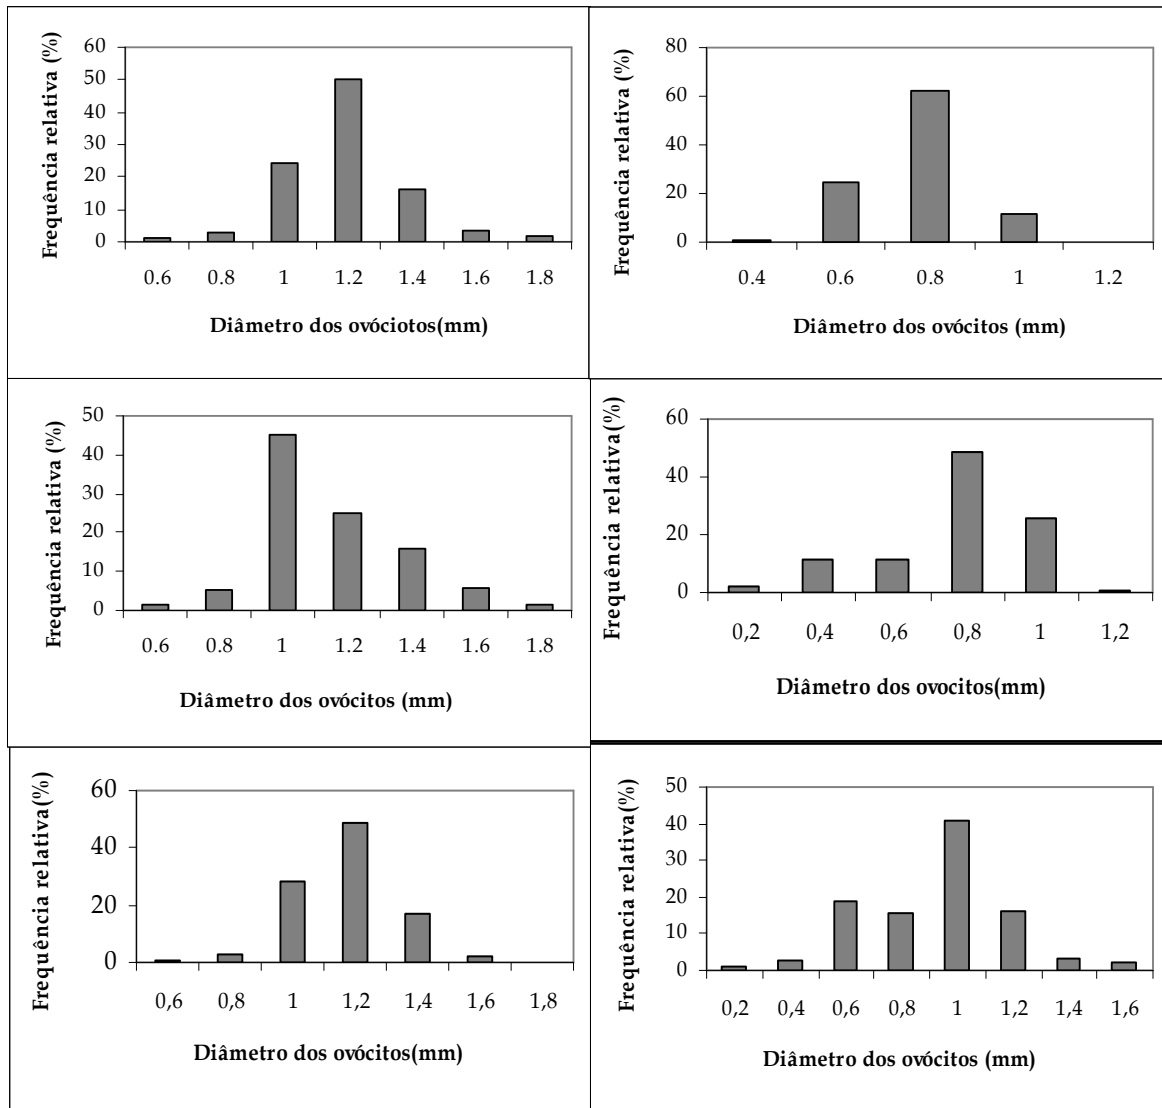 Frequência relativa (%)
60
50
40
30
20
10
0
0.6 0.8 1 1.2 1.4 1.6 1.8
Diâmetro dos ovóciotos(mm)
Frequência relativa (%)
80
60
40
20
0
0.4 0.6 0.8 1 1.2
Diâmetro dos ovócitos (mm)
Frequência relativa (%)
50
40
30
20
10
0
0.6 0.8 1 1.2 1.4 1.6 1.8
Diâmetro dos ovócitos (mm)
Frequência relativa(%)
60
40
20
0
0,2 0,4 0,6 0,8 1 1,2
Diâmetro dos ovocitos(mm)
Frequência relativa(%)
60
40
20
0
0,6 0,8 1 1,2 1,4 1,6 1,8
Diâmetro dos ovócitos(mm)
Frequência relativa(%)
50
40
30
20
10
0
0,2 0,4 0,6 0,8 1 1,2 1,4 1,6
Diâmetro dos ovócitos (mm)